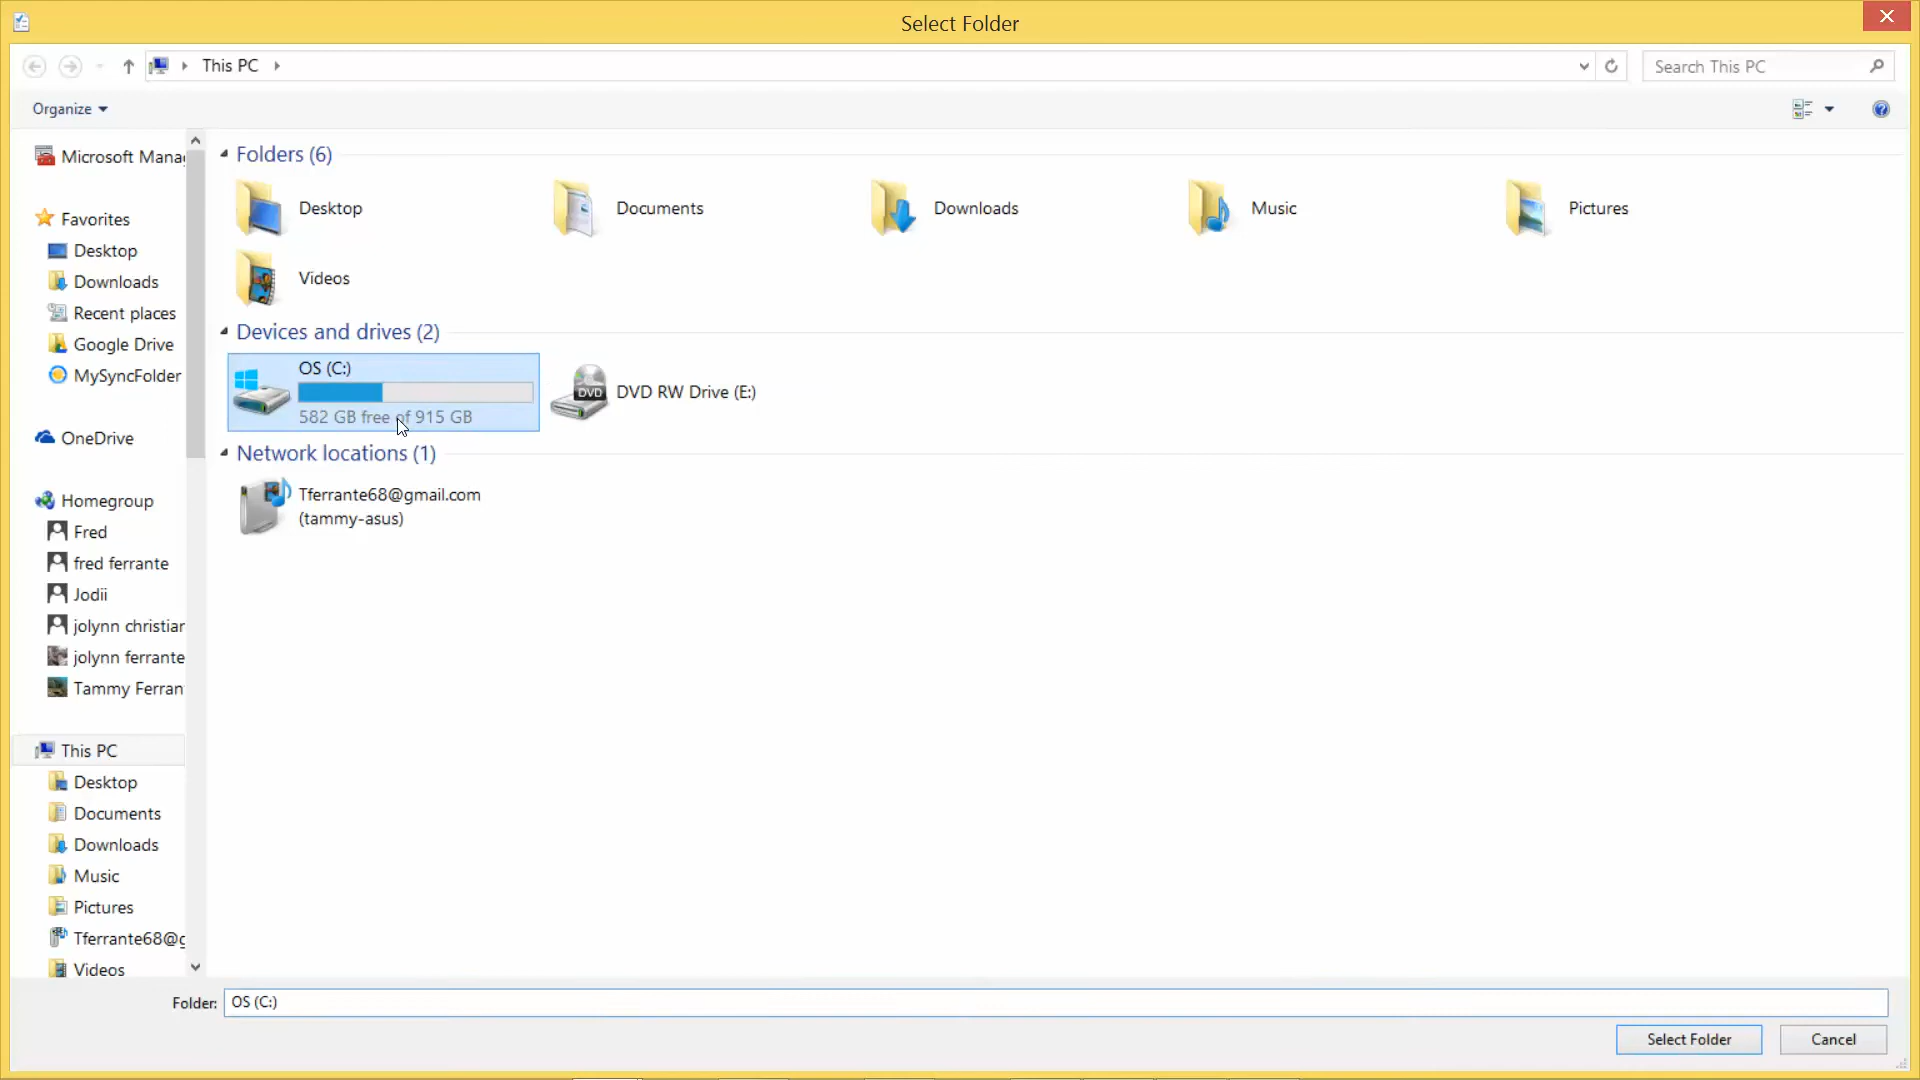 Select Folder
This PC
Search This PC
Organize
Microsoft Mana
Favorites
Desktop
Downloads
Recent places
Google Drive
MySyncFolder
OneDrive
Homegroup
Fred
fred ferrante
Jodii
jolynn christian
jolynn ferrante
Tammy Ferran
This PC
Desktop
Documents
Downloads
Music
Pictures
Tferrante68@g
Videos
Folders (6)
Desktop
Documents
Downloads
Music
Pictures
Videos
Devices and drives (2)
OS (C:)
582 GB free of 915 GB
DVD
DVD RW Drive (E:)
Network locations (1)
Tferrante68@gmail.com
(tammy-asus)
Folder: OS (C:)
Select Folder
Cancel